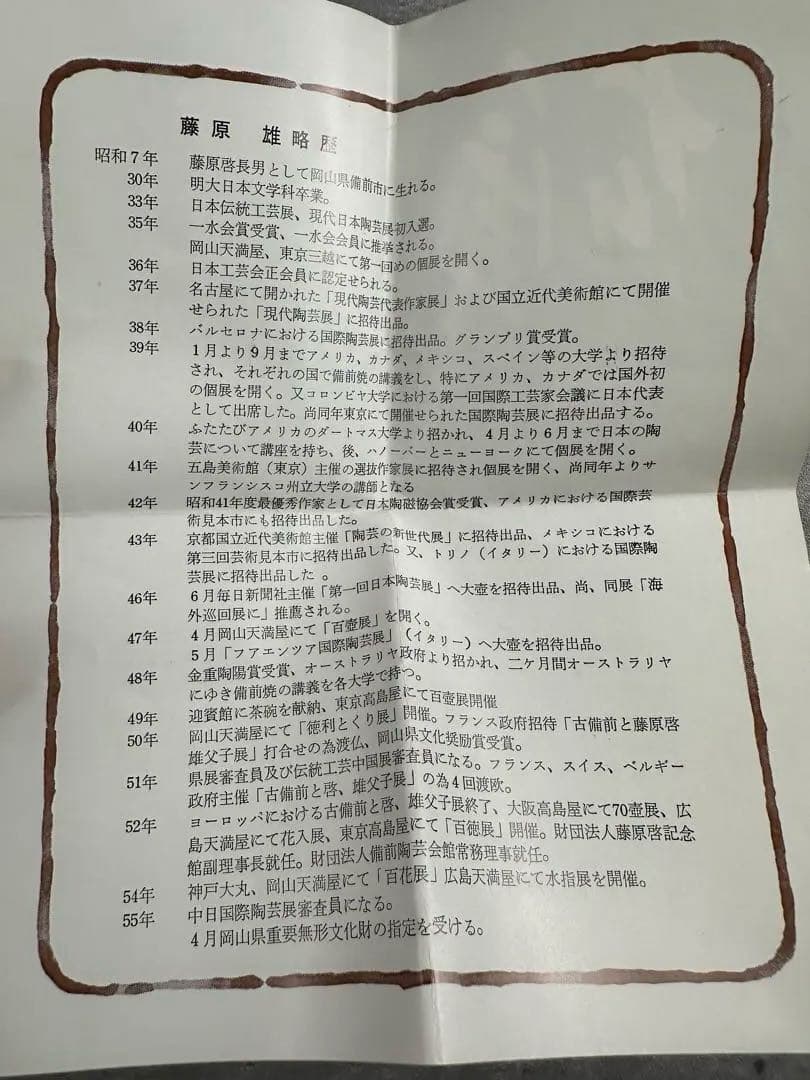 藤原 雄略歴
昭和7年 藤原啓長男として岡山県備前市に生れる。
30年 明大日本文学科卒業。
33年 日本伝統工芸展、現代日本陶芸展初入選。
35年 一水会賞受賞、一水会会員に推挙される。
岡山天満屋、東京三越にて第一回めの個展を開く。
36年 日本工芸会正会員に認定せられる。
37年 名古屋にて開かれた「現代陶芸代表作家展」および国立近代美術館にて開催
せられた「現代陶芸展」に招待出品。
38年 バルセロナにおける国際陶芸展に招待出品。グランプリ賞受賞。
39年 1月より9月までアメリカ、カナダ、メキシコ、スペイン等の大学より招待
され、それぞれの国で備前焼の講義をし、特にアメリカ、カナダでは国外初
の個展を開く。又コロンビヤ大学における第一回国際工芸家会議に日本代表
として出席した。尚同年東京にて開催せられた国際陶芸展に招待出品する。
40年 ふたたびアメリカのダートマス大学より招かれ、4月より6月まで日本の陶
芸について講座を持ち、後、ハノーバーとニューヨークにて個展を開く。
41年 五島美術館（東京）主催の選抜作家展に招待され個展を開く、尚同年よりサ
ンフランシスコ州立大学の講師となる
42年 昭和41年度最優秀作家として日本陶磁協会賞受賞、アメリカにおける国際芸
術見本市にも招待出品した。
43年 京都国立近代美術館主催「陶芸の新世代展」に招待出品、メキシコにおける
第三回芸術見本市に招待出品した。又、トリノ（イタリー）における国際陶
芸展に招待出品した 。
46年 6月毎日新聞社主催「第一回日本陶芸展」へ大壺を招待出品、尚、同展「海
外巡回展に」推薦される。
47年 4月岡山天満屋にて「百壺展」を開く。
5月「フアエンツア国際陶芸展」（イタリー）へ大壺を招待出品。
48年 金重陶陽賞受賞、オーストラリヤ政府より招かれ、二ケ月間オーストラリヤ
にゆき備前焼の講義を各大学で持つ。
49年 迎賓館に茶碗を献納、東京高島屋にて百壺展開催
50年 岡山天満屋にて「徳利とくり展」開催。フランス政府招待「古備前と藤原啓
雄父子展」打合せの為渡仏、岡山県文化奨励賞受賞。
51年 県展審査員及び伝統工芸中国展審査員になる。フランス、スイス、ベルギー
政府主催「古備前と啓、雄父子展」の為4回渡欧。
52年 ヨーロッパにおける古備前と啓、雄父子展終了、大阪高島屋にて70壺展、広
島天満屋にて花入展、東京高島屋にて「百徳展」開催。財団法人藤原啓記念
館副理事長就任。財団法人備前陶芸会館常務理事就任。
54年 神戸大丸、岡山天満屋にて「百花展」広島天満屋にて水指展を開催。
55年 中日国際陶芸展審査員になる。
4月岡山県重要無形文化財の指定を受ける。